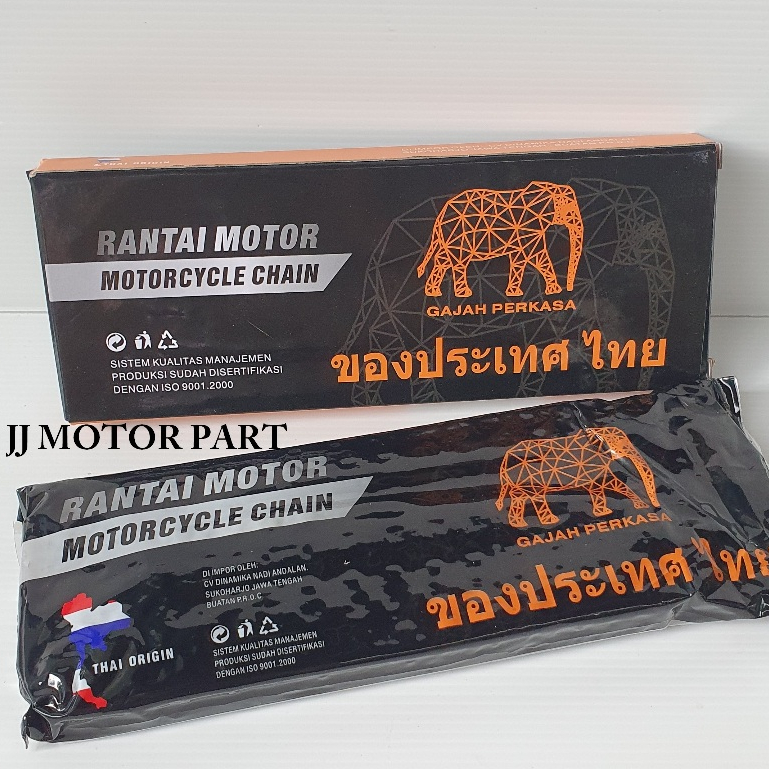 THAI ORIGIN
RANTAI MOTOR
MOTORCYCLE CHAIN
GAJAH PERKASA
ของประเทศ ไทย
SISTEM KUALITAS MANAJEMEN
PRODUKSI SUDAH DISERTIFIKASI
DENGAN ISO 9001.2000
JJ MOTOR PART
RANTAI MOTOR
MOTORCYCLE CHAIN
GAJAH PERKASA
ของประเทศ ไทย
DI IMPOR OLEH:
CV DINAMIKA NADI ANDALAN.
SUKOHARJO JAWA TENGAH
BUATAN P.R.O.C
THAI ORIGIN
SISTEM KUALITAS MANAJEMEN
PRODUKSI SUDAH DISERTIFIKASI
DENGAN ISO 9001.2000